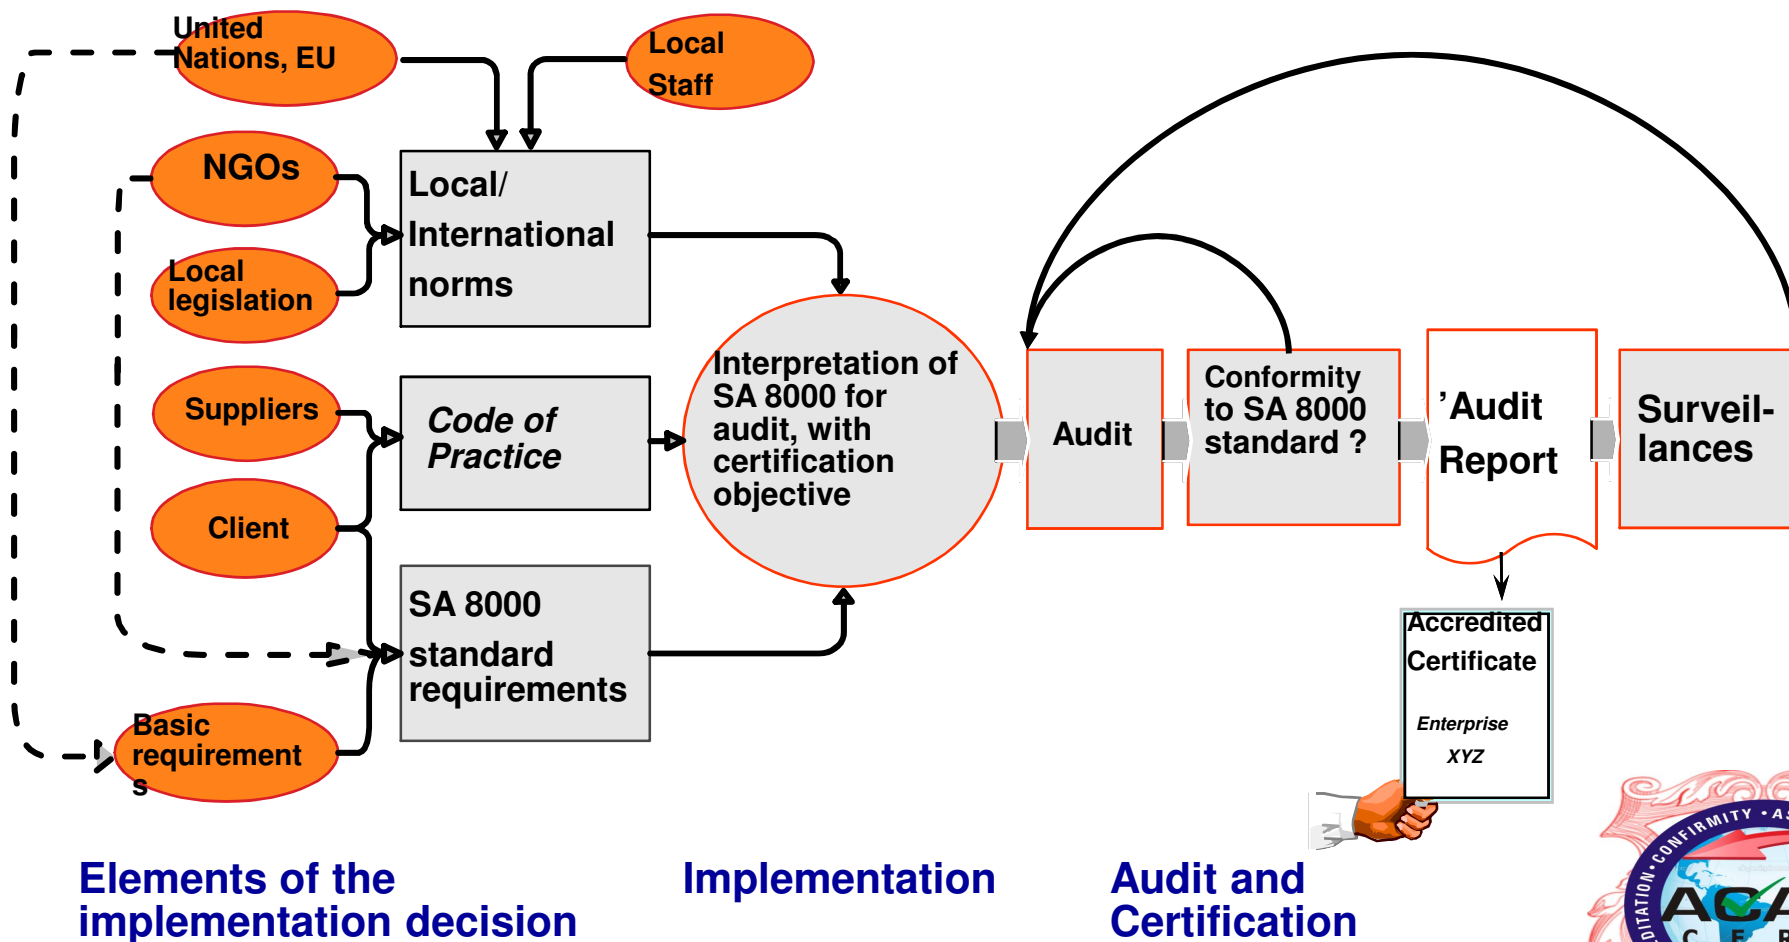 United
Nations, EU
Local
Staff
NGOs
Local/
International
norms
Local
legislation
Suppliers
Code of
Practice
Client
SA 8000
standard
requirements
Basic
requirement
s
Interpretation of
SA 8000 for
audit, with
certification
objective
Audit
Conformity
to SA 8000
standard ?
’Audit
Report
Surveil-
lances
Accredited
Certificate
Enterprise
XYZ
Elements of the
implementation decision
Implementation
Audit and
Certification
CONFIRMITY